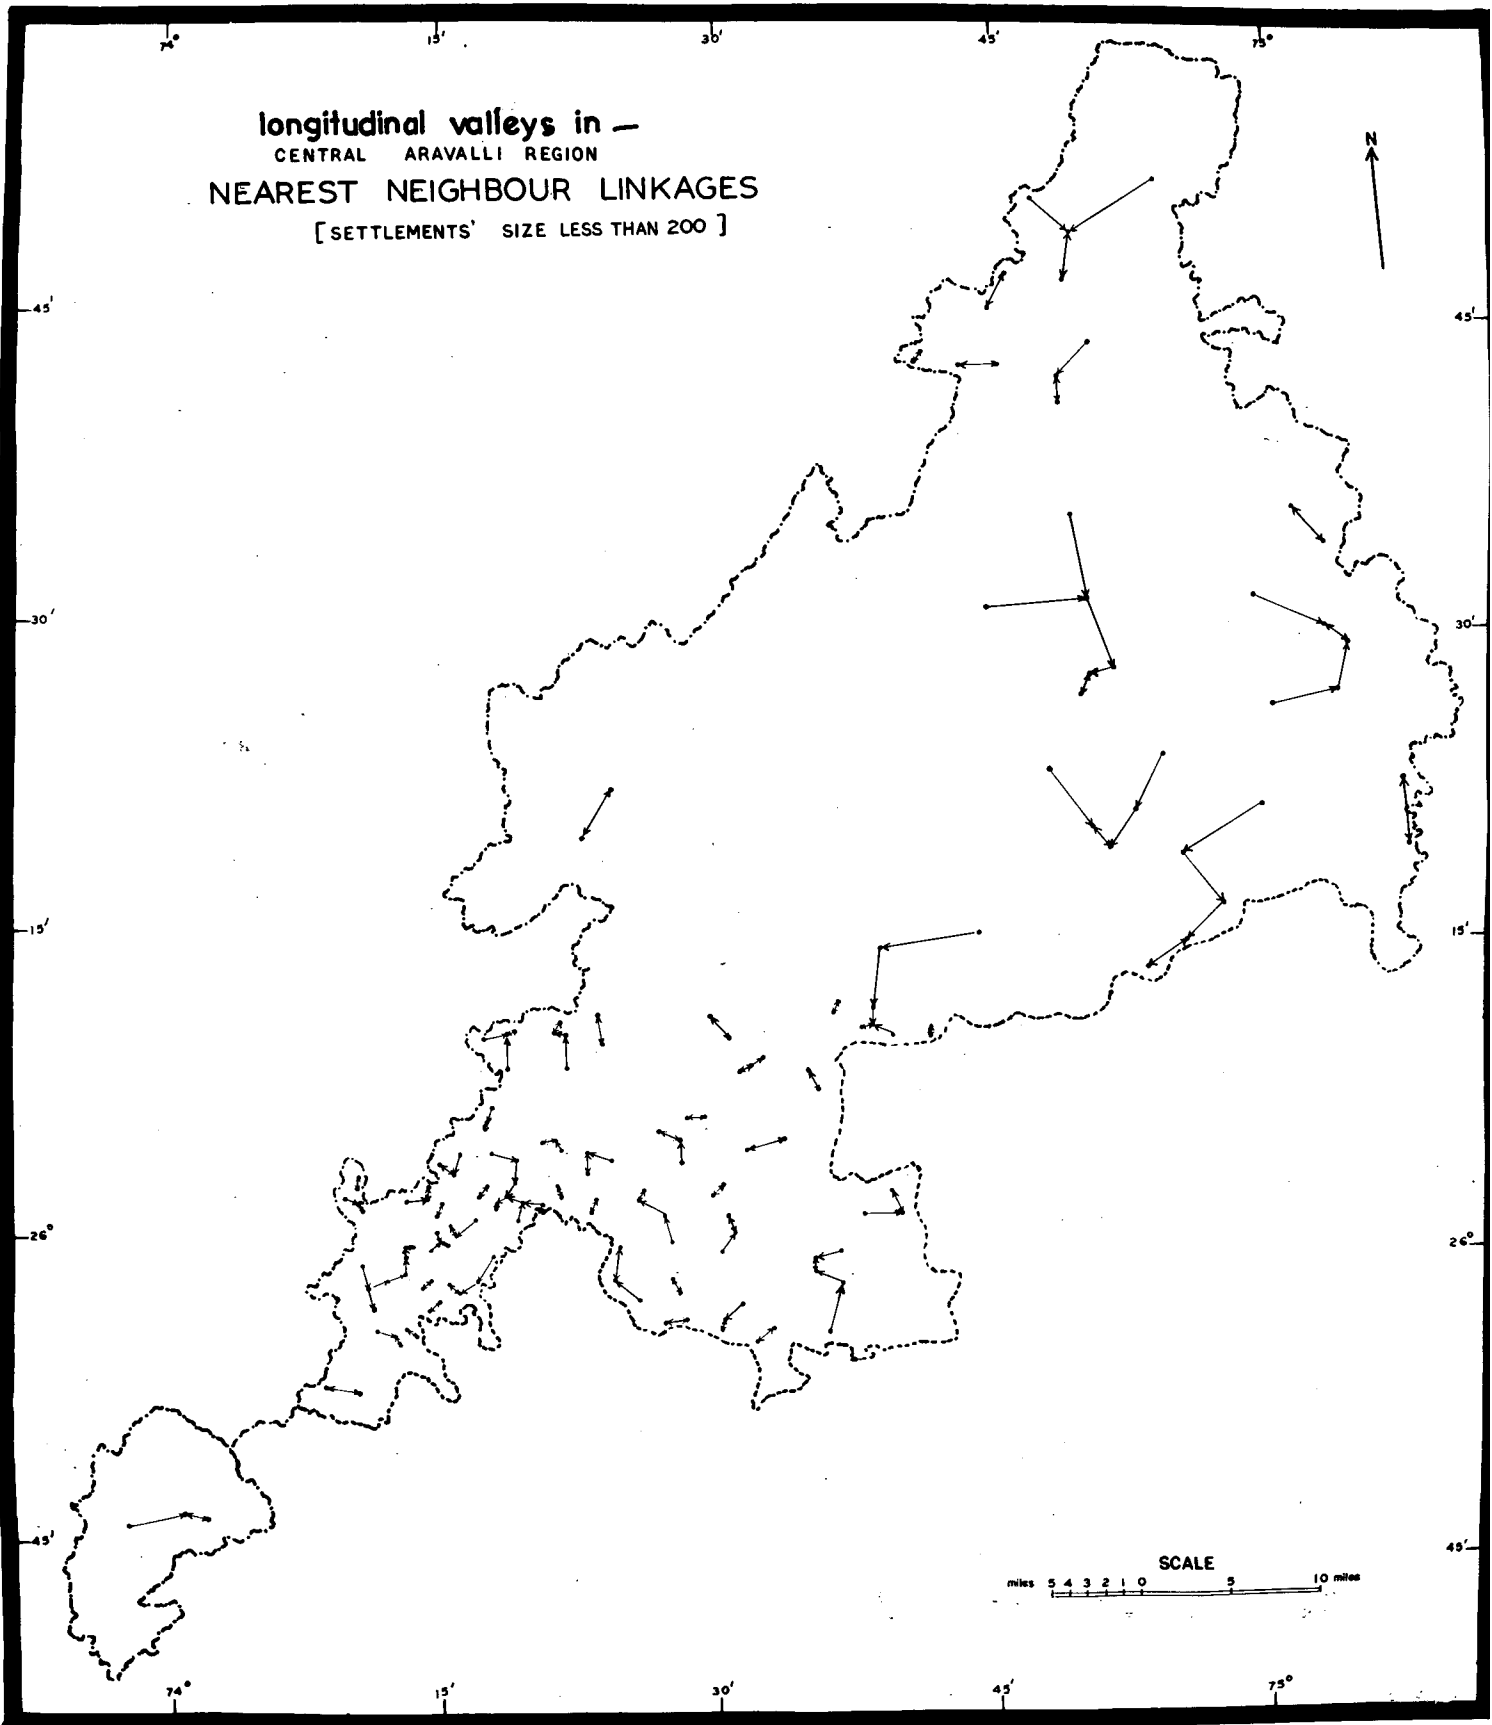 74° 15' 30' 45' 75°
longitudinal valleys in —
CENTRAL ARAVALLI REGION
NEAREST NEIGHBOUR LINKAGES
[SETTLEMENTS' SIZE LESS THAN 200]
N
45' 45'
30' 30'
15' 15'
26° 26°
45' 45'
SCALE
miles 5 4 3 2 1 0 5 10 miles
74° 15' 30' 45' 75°